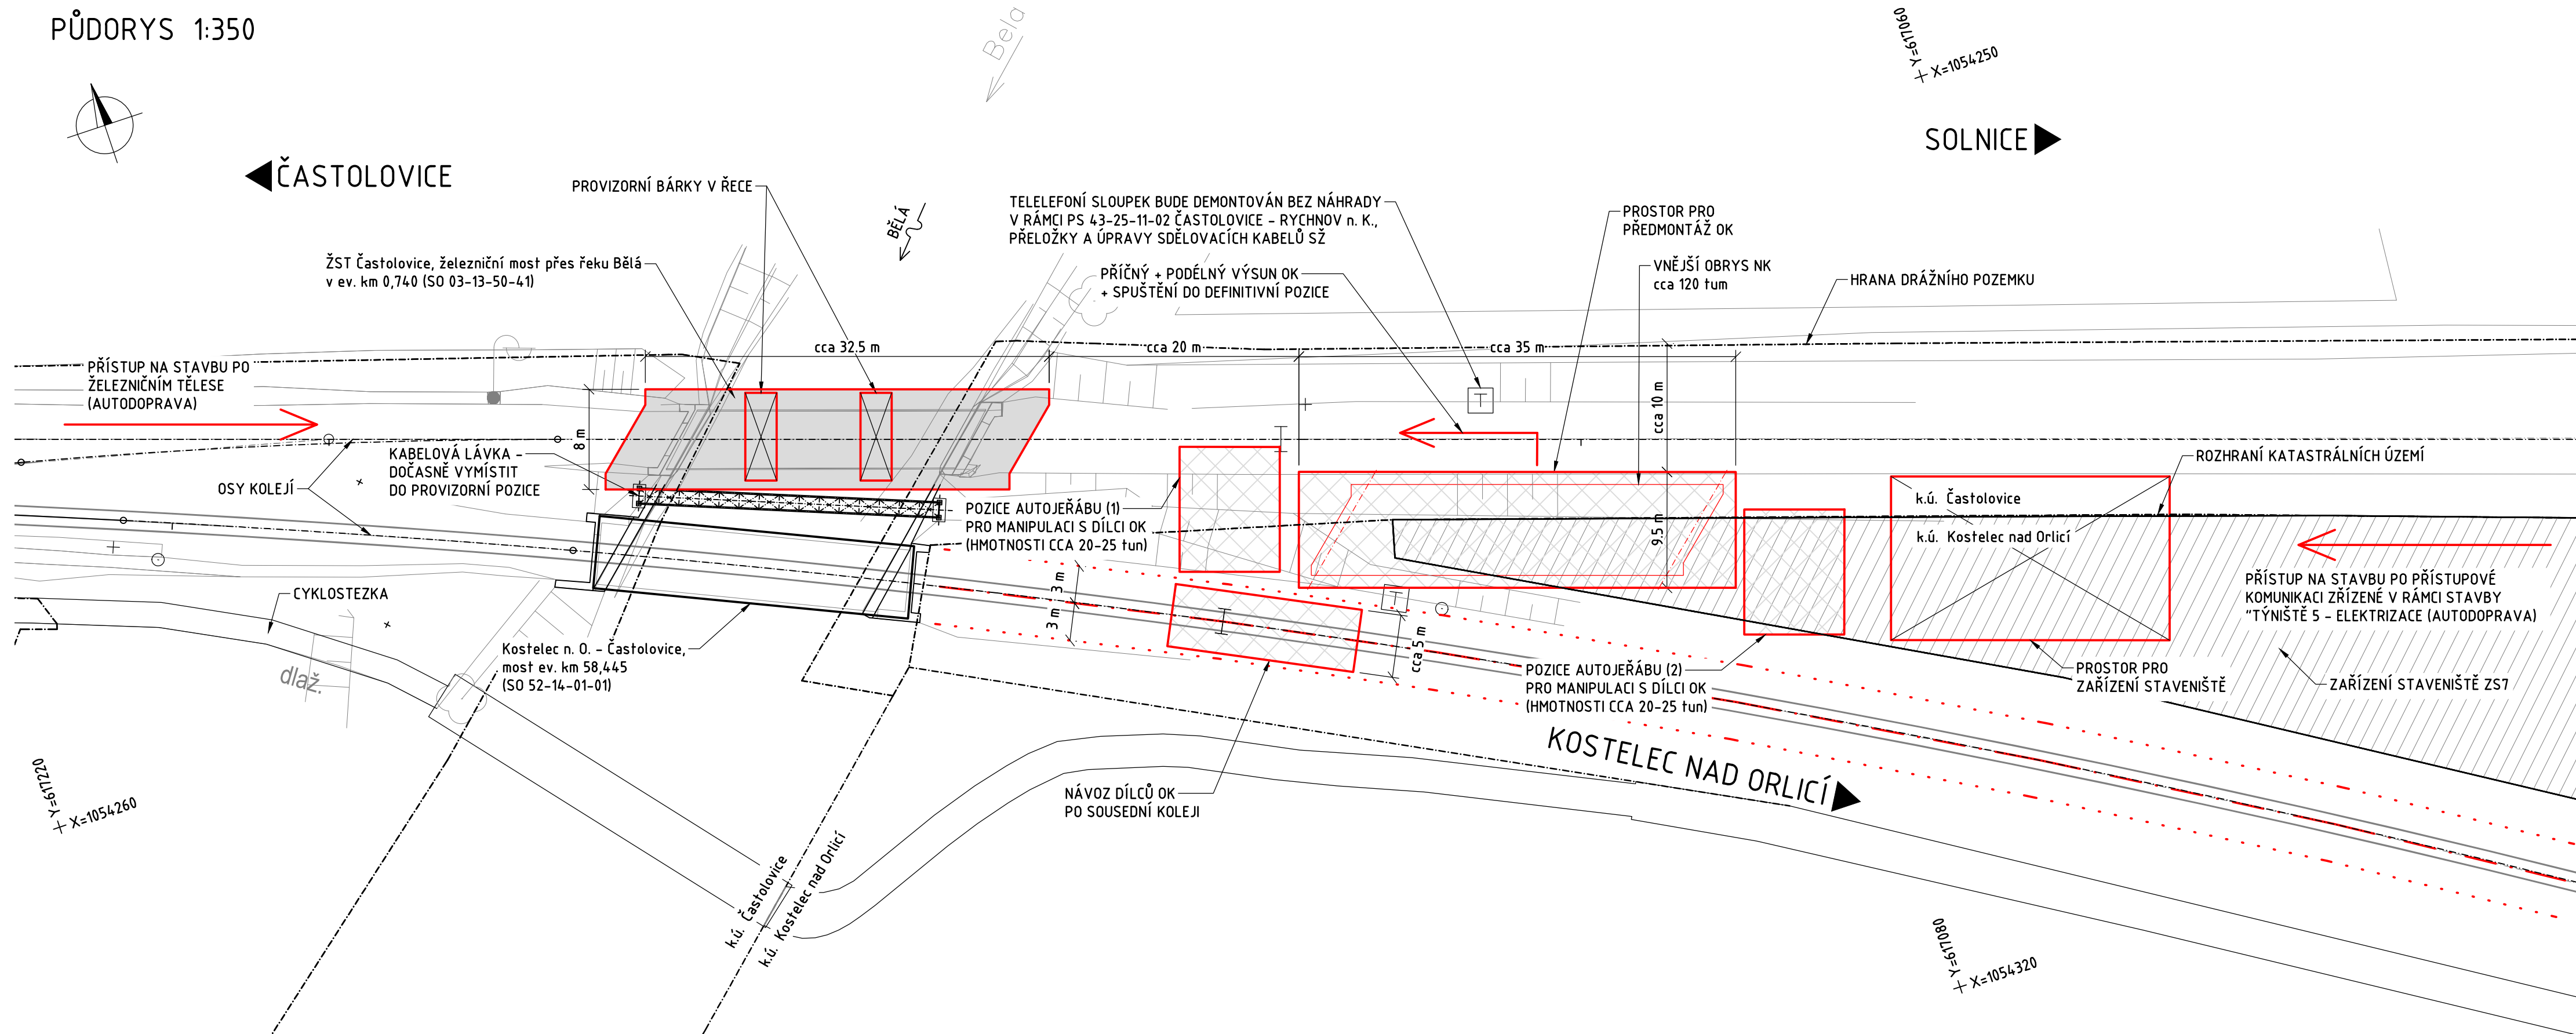 PŮDORYS 1:350
Bela
Y=617060
X=1054250
ČASTOLOVICE
SOLNICE
PROVIZORNÍ BÁRKY V ŘECE
BĚLÁ
TELELEFONÍ SLOUPEK BUDE DEMONTOVÁN BEZ NÁHRADY
V RÁMCI PS 43-25-11-02 ČASTOLOVICE - RYCHNOV n. K.,
PŘELOŽKY A ÚPRAVY SDĚLOVACÍCH KABELŮ SŽ
PROSTOR PRO
PŘEDMONTÁŽ OK
ŽST Častolovice, železniční most přes řeku Bělá
v ev. km 0,740 (SO 03-13-50-41)
PŘÍČNÝ + PODÉLNÝ VÝSUN OK
+ SPUŠTĚNÍ DO DEFINITIVNÍ POZICE
VNĚJŠÍ OBRYS NK
cca 120 tum
HRANA DRÁŽNÍHO POZEMKU
cca 32.5 m
cca 20 m
cca 35 m
PŘÍSTUP NA STAVBU PO
ŽELEZNIČNÍM TĚLESE
(AUTODOPRAVA)
8 m
cca 10 m
KABELOVÁ LÁVKA -
DOČASNĚ VYMÍSTIT
DO PROVIZORNÍ POZICE
OSY KOLEJÍ
ROZHRANÍ KATASTRÁLNÍCH ÚZEMÍ
k.ú. Častolovice
k.ú. Kostelec nad Orlicí
POZICE AUTOJEŘÁBU (1)
PRO MANIPULACI S DÍLCI OK
(HMOTNOSTI CCA 20-25 tun)
9.5 m
3 m
3 m
cca 5 m
PŘÍSTUP NA STAVBU PO PŘÍSTUPOVÉ
KOMUNIKACI ZŘÍZENÉ V RÁMCI STAVBY
"TÝNIŠTĚ 5 - ELEKTRIZACE (AUTODOPRAVA)
CYKLOSTEZKA
dlaž.
Kostelec n. O. - Častolovice,
most ev. km 58,445
(SO 52-14-01-01)
POZICE AUTOJEŘÁBU (2)
PRO MANIPULACI S DÍLCI OK
(HMOTNOSTI CCA 20-25 tun)
PROSTOR PRO
ZAŘÍZENÍ STAVENIŠTĚ
ZAŘÍZENÍ STAVENIŠTĚ ZS7
KOSTELEC NAD ORLICÍ
NÁVOZ DÍLCŮ OK
PO SOUSEDNÍ KOLEJI
Y=617220
X=1054260
k.ú. Častolovice
k.ú. Kostelec nad Orlicí
Y=617080
X=1054320